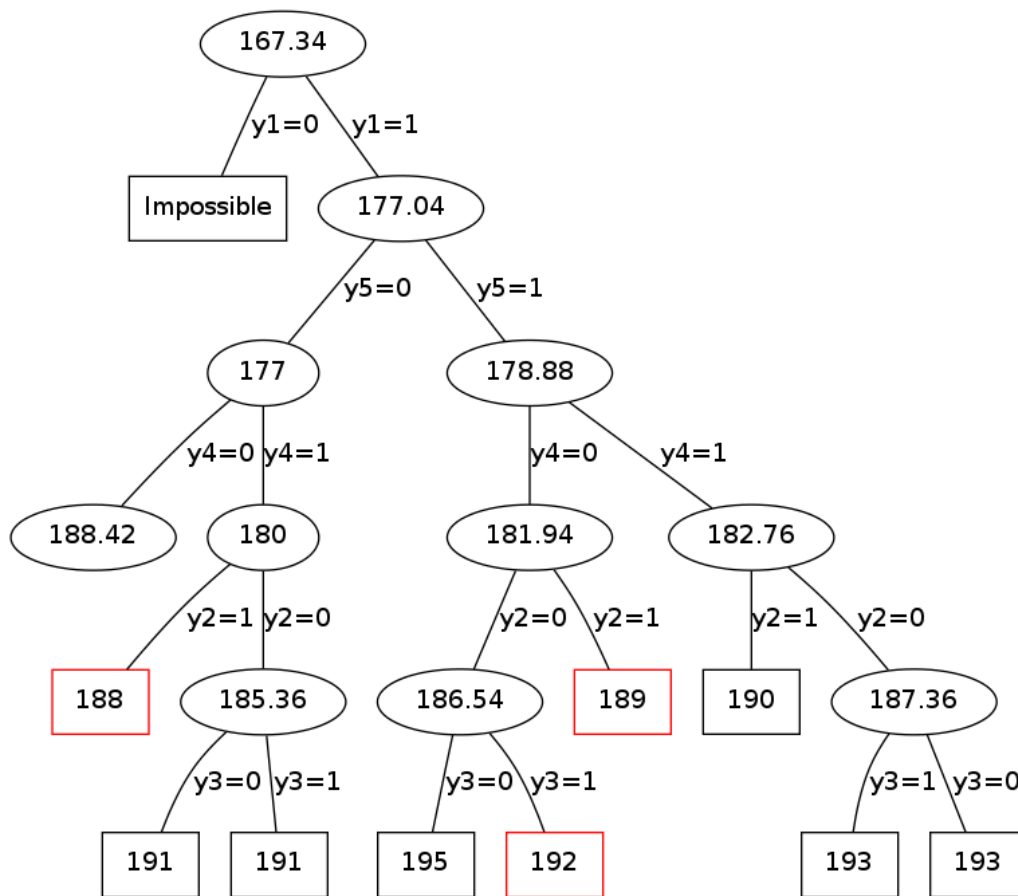 167.34
y1=0
y1=1
Impossible
177.04
y5=0
y5=1
177
178.88
y4=0
y4=1
y4=0
y4=1
188.42
180
181.94
182.76
y2=1
y2=0
y2=0
y2=1
y2=1
y2=0
188
185.36
186.54
189
190
187.36
y3=0
y3=1
y3=0
y3=1
y3=1
y3=0
191
191
195
192
193
193